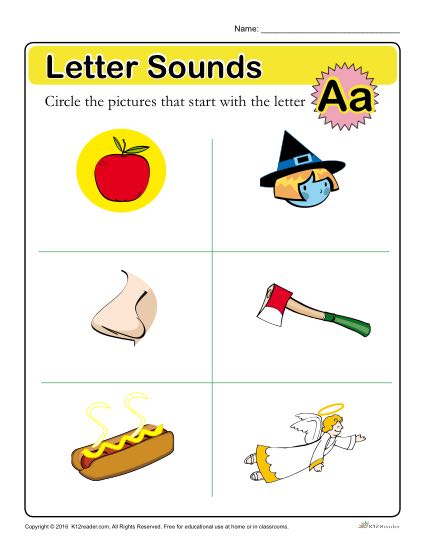 Name: ______________________________
Letter Sounds
Circle the pictures that start with the letter Aa
Copyright © 2016 K12reader.com. All Rights Reserved. Free for educational use at home or in classrooms.
K12Reader